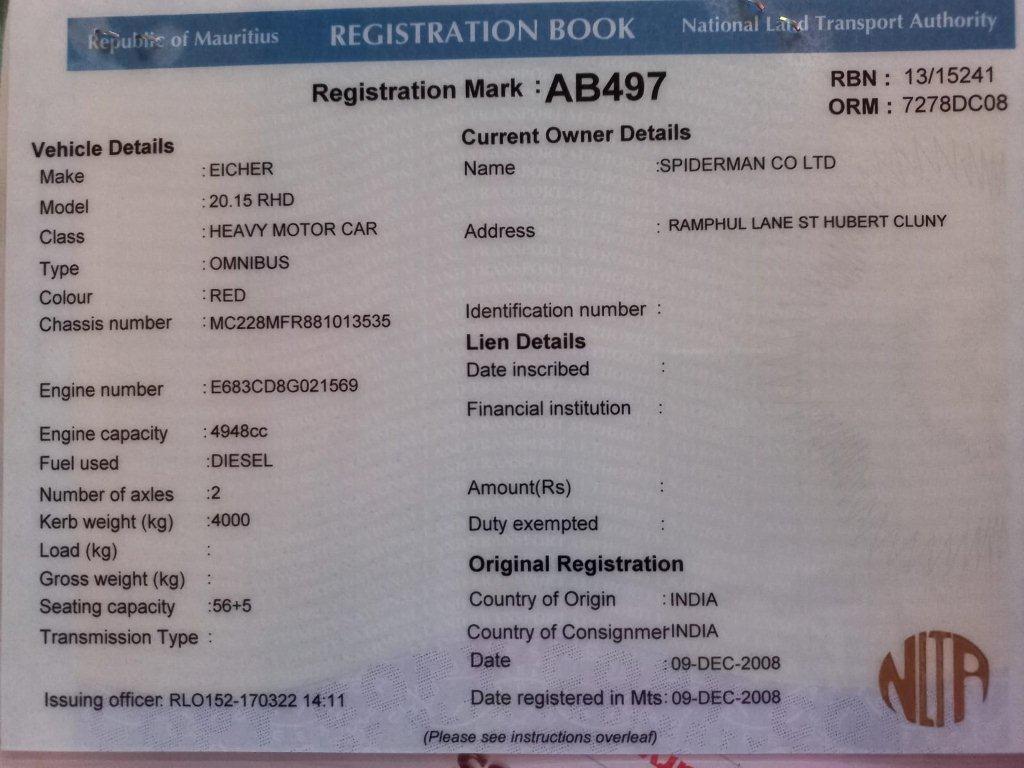 Republic of Mauritius REGISTRATION BOOK National Land Transport Authority
Registration Mark : AB497
RBN : 13/15241
ORM : 7278DC08
Vehicle Details
Make : EICHER
Model : 20.15 RHD
Class : HEAVY MOTOR CAR
Type : OMNIBUS
Colour : RED
Chassis number : MC228MFR881013535
Engine number : E683CD8G021569
Engine capacity : 4948cc
Fuel used :DIESEL
Number of axles :2
Kerb weight (kg) :4000
Load (kg) :
Gross weight (kg) :
Seating capacity :56+5
Transmission Type :
Issuing officer: RLO152-170322 14:11
Current Owner Details
Name :SPIDERMAN CO LTD
Address : RAMPHUL LANE ST HUBERT CLUNY
Identification number :
Lien Details
Date inscribed :
Financial institution :
Amount(Rs) :
Duty exempted :
Original Registration
Country of Origin : INDIA
Country of Consignmer INDIA
Date : 09-DEC-2008
Date registered in Mts: 09-DEC-2008
NLTA
(Please see instructions overleaf)